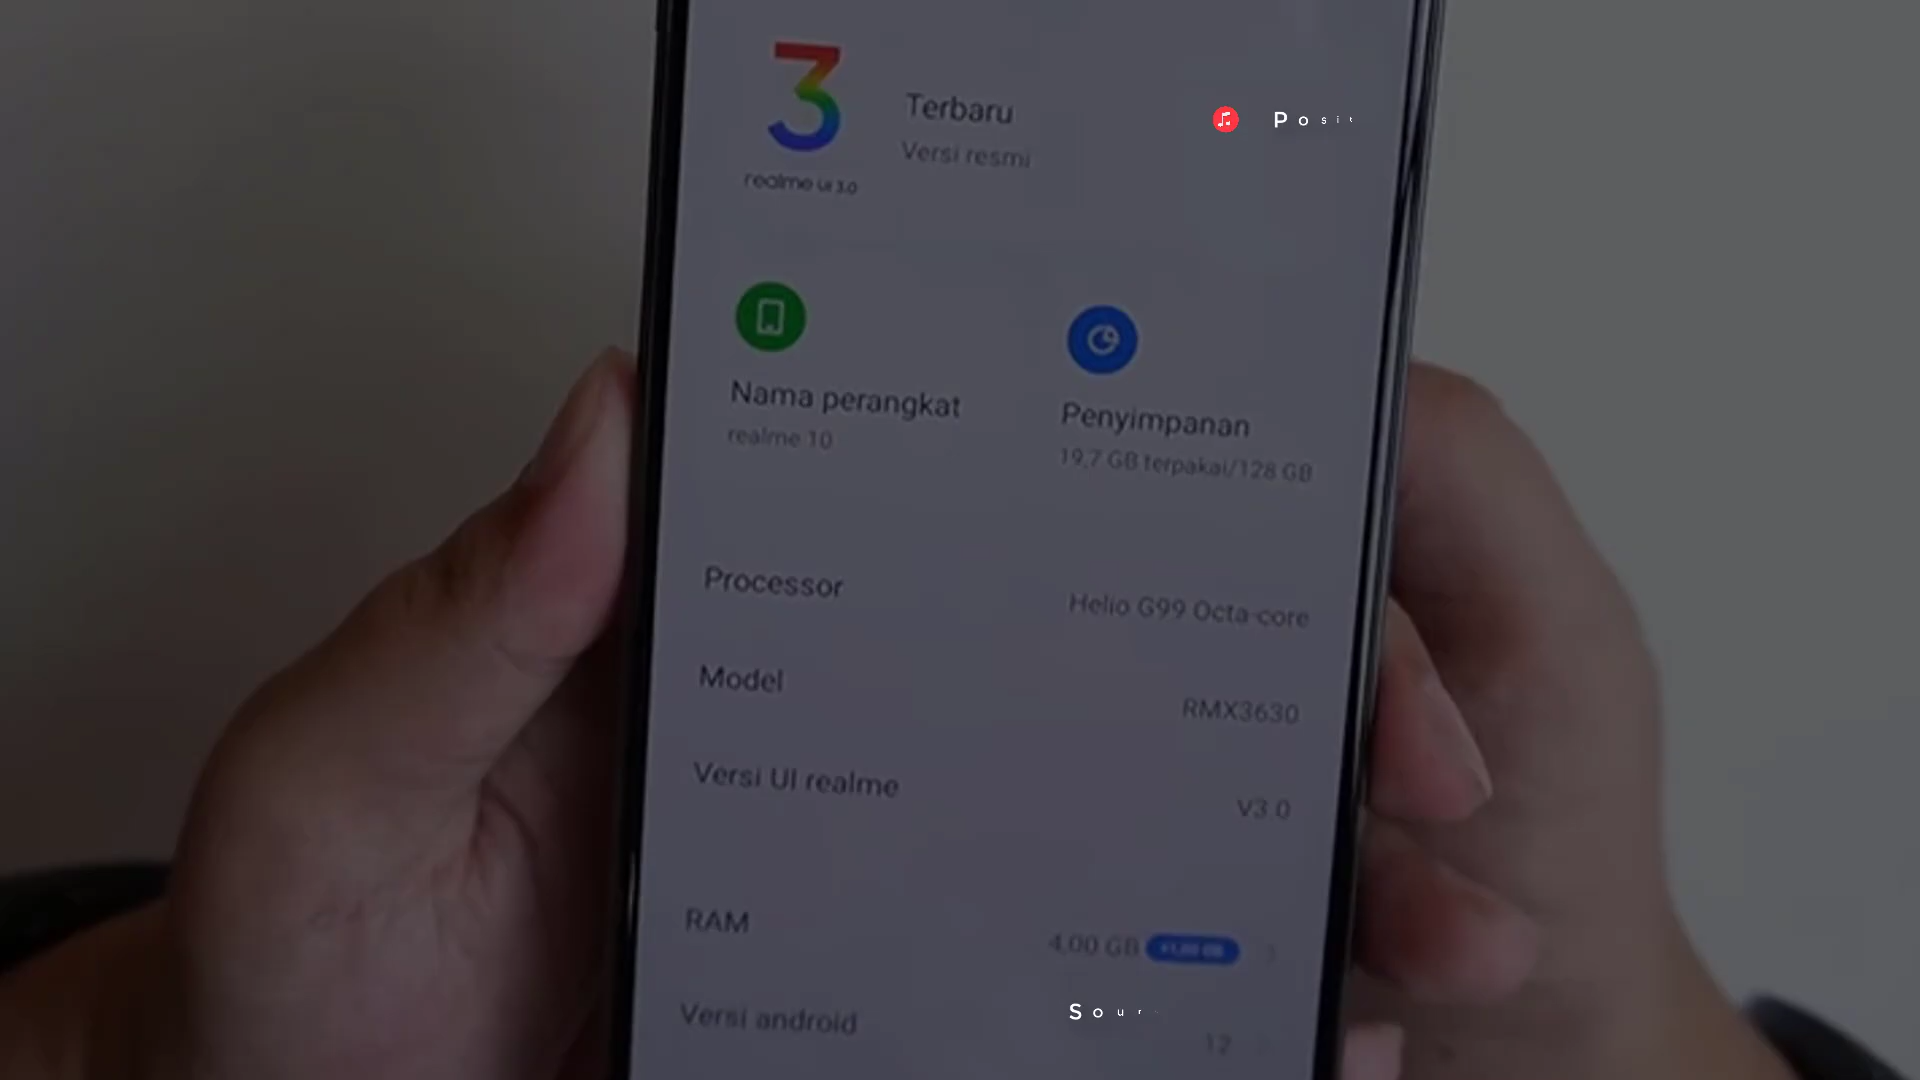 3
Terbaru
Versi resmi
realme UI 3.0
Posit
Nama perangkat
realme 10
Penyimpanan
19,7 GB terpakai/128 GB
Processor
Helio G99 Octa-core
Model
RMX3630
Versi UI realme
V3.0
RAM
4,00 GB
Sour
Versi android
12